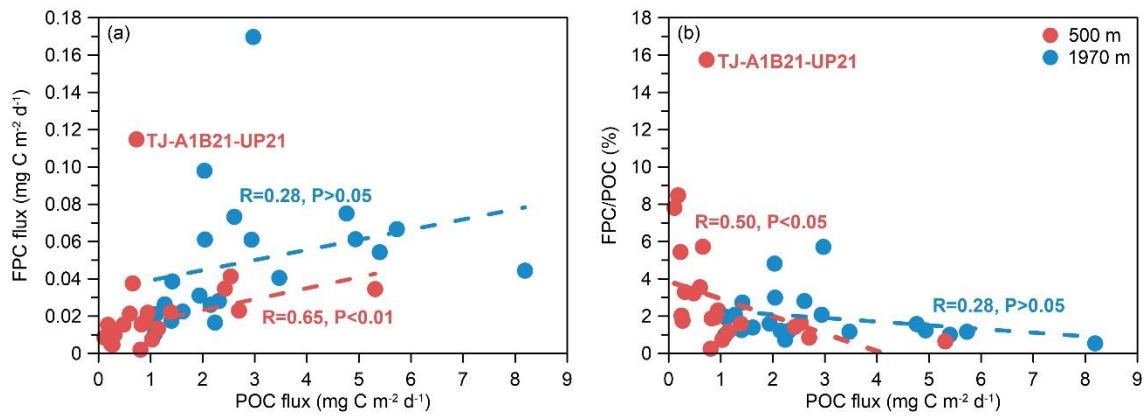 (a)
0.18
0.16
0.14
0.12
0.10
0.08
0.06
0.04
0.02
0
FPC flux (mg C m⁻² d⁻¹)
TJ-A1B21-UP21
R=0.28, P>0.05
R=0.65, P<0.01
0 1 2 3 4 5 6 7 8 9
POC flux (mg C m⁻² d⁻¹)
(b)
18
16
14
12
10
8
6
4
2
0
FPC/POC (%)
500 m
1970 m
TJ-A1B21-UP21
R=0.50, P<0.05
R=0.28, P>0.05
0 1 2 3 4 5 6 7 8 9
POC flux (mg C m⁻² d⁻¹)